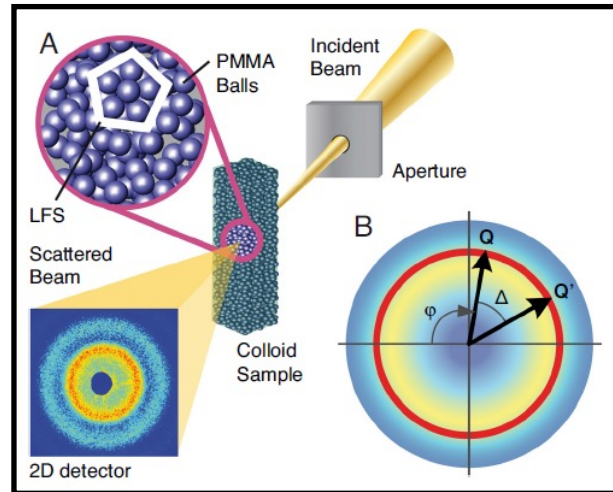 A
PMMA
Balls
Incident
Beam
Aperture
LFS
Scattered
Beam
Colloid
Sample
2D detector
B
Q
Q'
Δ
φ